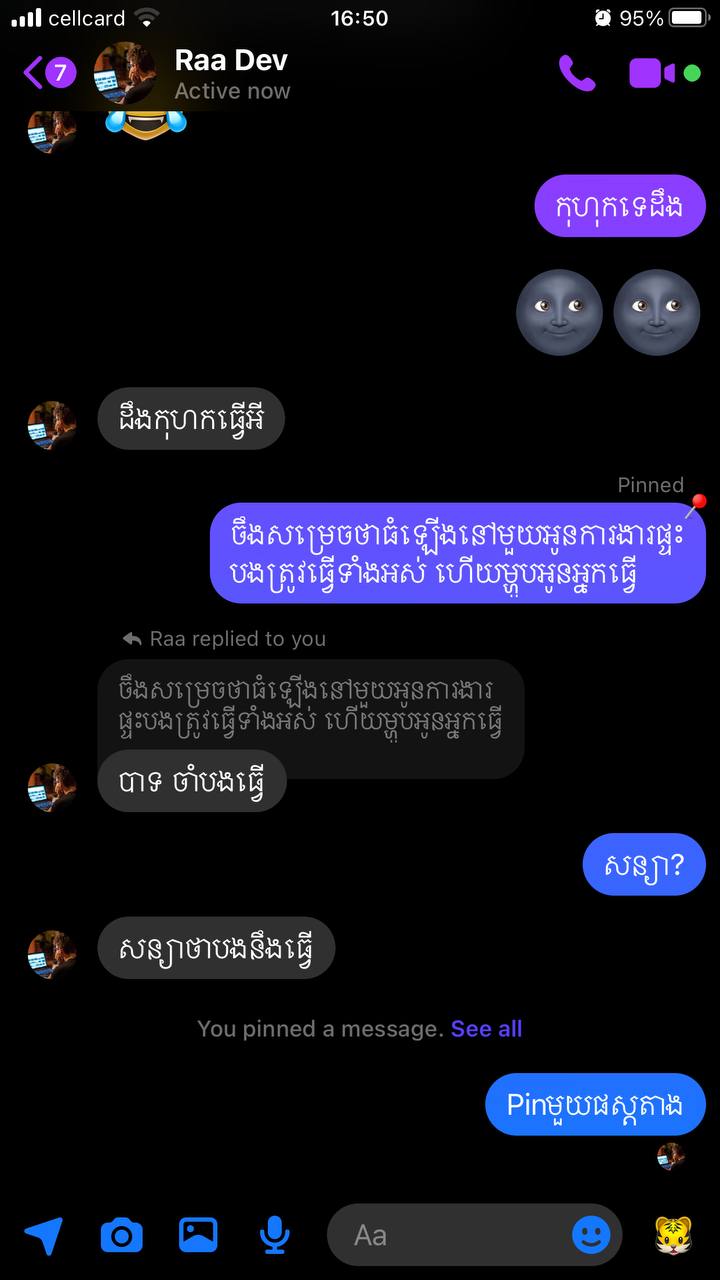 cellcard
16:50
95%
7
Raa Dev
Active now
កុហុកទេដឹង
ដឹងកុហកធ្វើអី
Pinned
ចឹងសម្រេចថាធំឡើងនៅមួយអូនការងារផ្ទះ
បងត្រូវធ្វើទាំងអស់ ហើយម្ហូបអូនអ្នកធ្វើ
Raa replied to you
ចឹងសម្រេចថាធំឡើងនៅមួយអូនការងារ
ផ្ទះបងត្រូវធ្វើទាំងអស់ ហើយម្ហូបអូនអ្នកធ្វើ
បាទ ចាំបងធ្វើ
សន្យា?
សន្យាថាបងនឹងធ្វើ
You pinned a message. See all
Pinមួយផស្តតាង
Aa